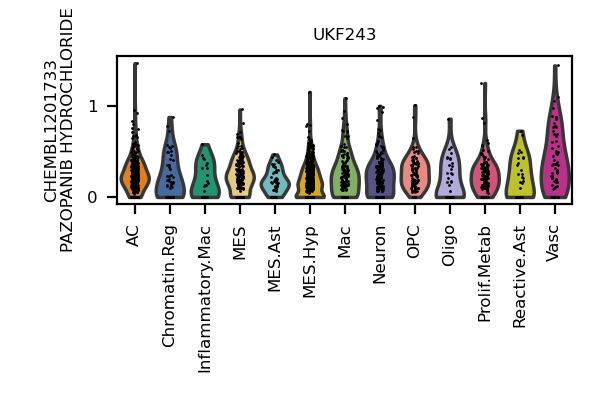 UKF243
CHEMBL1201733
PAZOPANIB HYDROCHLORIDE
1
0
AC
Chromatin.Reg
Inflammatory.Mac
MES
MES.Ast
MES.Hyp
Mac
Neuron
OPC
Oligo
Prolif.Metab
Reactive.Ast
Vasc